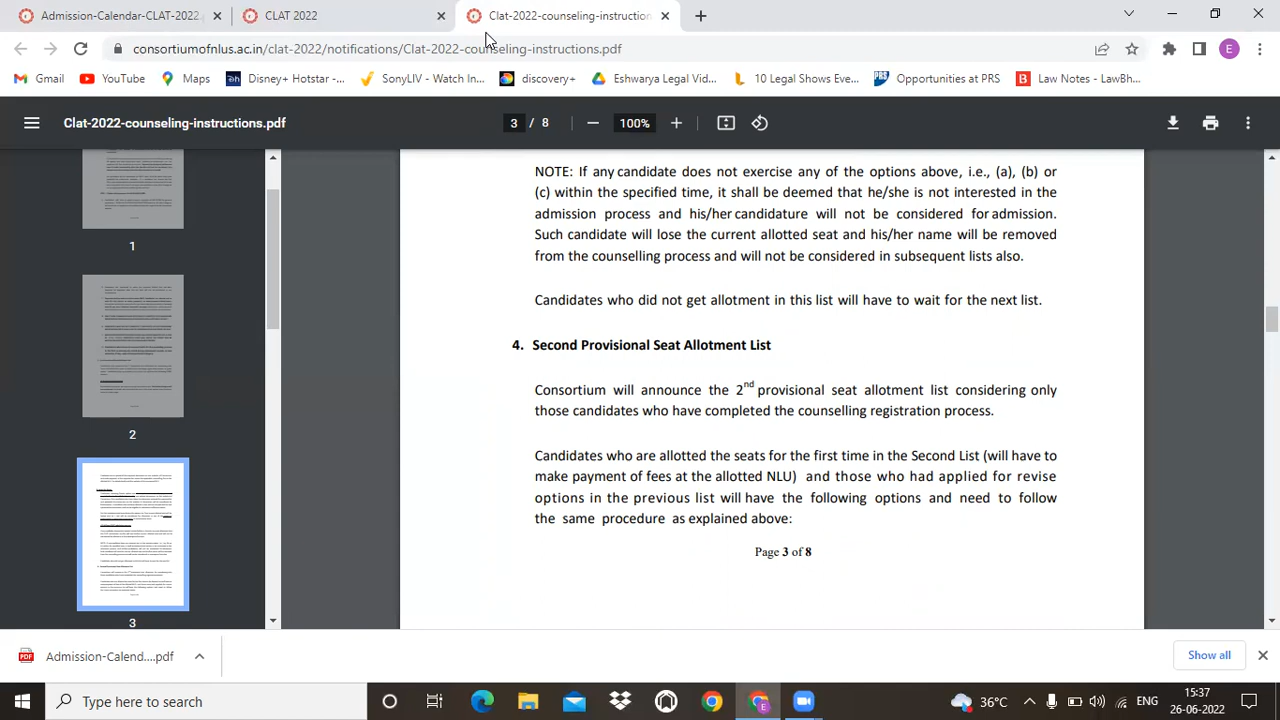 Admission-Calendar-CLAT-2022
CLAT 2022
Clat-2022-counseling-instruction
consortiumofnlus.ac.in/clat-2022/notifications/Clat-2022-counseling-instructions.pdf
E
Gmail
YouTube
Maps
Disney+ Hotstar -...
SonyLIV - Watch In...
discovery+
Eshwarya Legal Vid...
10 Legal Shows Eve...
PRS
Opportunities at PRS
B
Law Notes - LawBh...
Clat-2022-counseling-instructions.pdf
3 / 8
100%
1
2
3
NOTE: If any candidate does not exercise any of the options above, i.e., (a), (b) or
(c) within the specified time, it shall be deemed that he/she is not interested in the
admission process and his/her candidature will not be considered for admission.
Such candidate will lose the current allotted seat and his/her name will be removed
from the counselling process and will not be considered in subsequent lists also.
Candidates who did not get allotment in this list will have to wait for the next list.
4. Second Provisional Seat Allotment List
Consortium will announce the 2nd provisional seat allotment list considering only
those candidates who have completed the counselling registration process.
Candidates who are allotted the seats for the first time in the Second List (will have to
make payment of fees at the allotted NLU) and those who had applied for revise
options in the previous list will have the following options and need to follow
the same procedure as explained above:
Page 3 of 8
Admission-Calend....pdf
Show all
Type here to search
E
36°C
ENG
15:37
26-06-2022